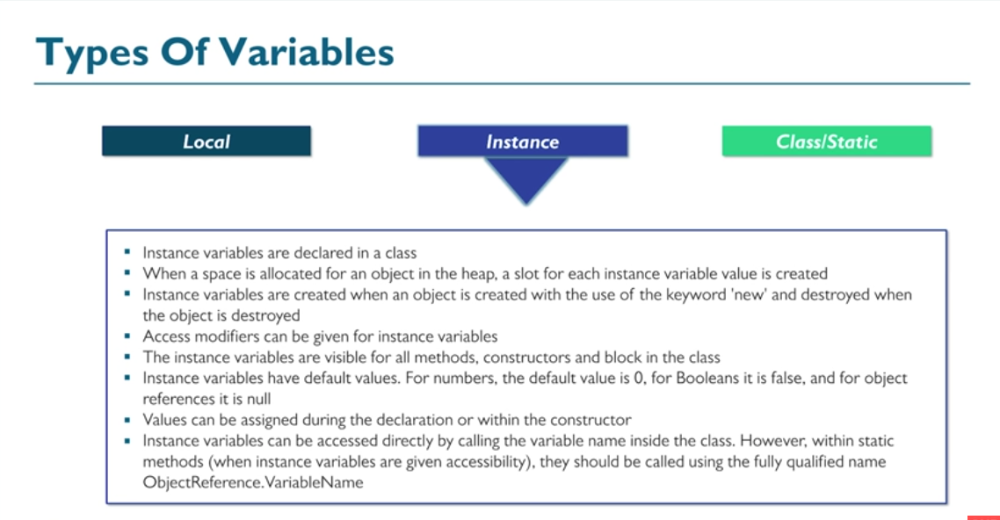 Types Of Variables
Local
Instance
Class/Static
▪ Instance variables are declared in a class
▪ When a space is allocated for an object in the heap, a slot for each instance variable value is created
▪ Instance variables are created when an object is created with the use of the keyword 'new' and destroyed when
the object is destroyed
▪ Access modifiers can be given for instance variables
▪ The instance variables are visible for all methods, constructors and block in the class
▪ Instance variables have default values. For numbers, the default value is 0, for Booleans it is false, and for object
references it is null
▪ Values can be assigned during the declaration or within the constructor
▪ Instance variables can be accessed directly by calling the variable name inside the class. However, within static
methods (when instance variables are given accessibility), they should be called using the fully qualified name
ObjectReference.VariableName